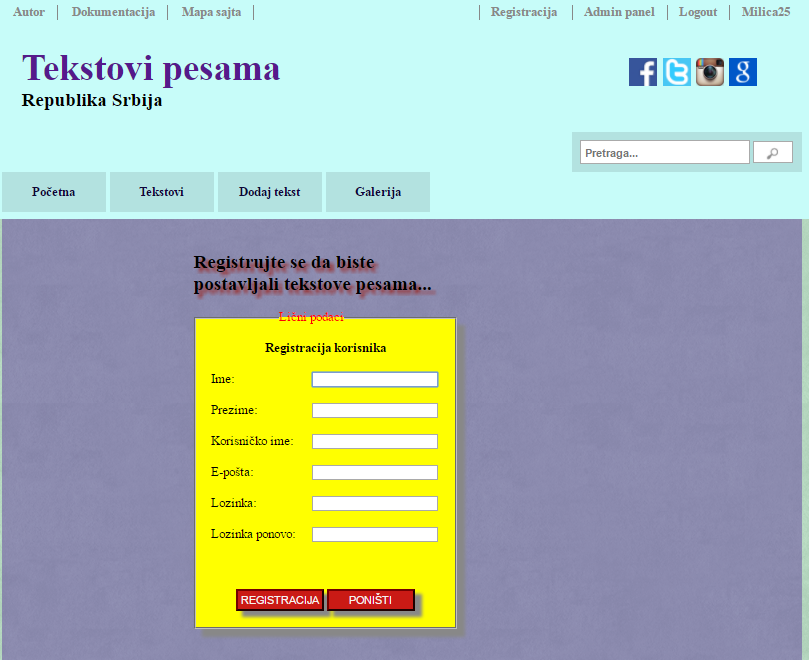 Autor Dokumentacija Mapa sajta Registracija Admin panel Logout Milica25
Tekstovi pesama
Republika Srbija
Pretraga...
Početna Tekstovi Dodaj tekst Galerija
Registrujte se da biste
postavljali tekstove pesama...
Lični podaci
Registracija korisnika
Ime:
Prezime:
Korisničko ime:
E-pošta:
Lozinka:
Lozinka ponovo:
REGISTRACIJA PONIŠTI